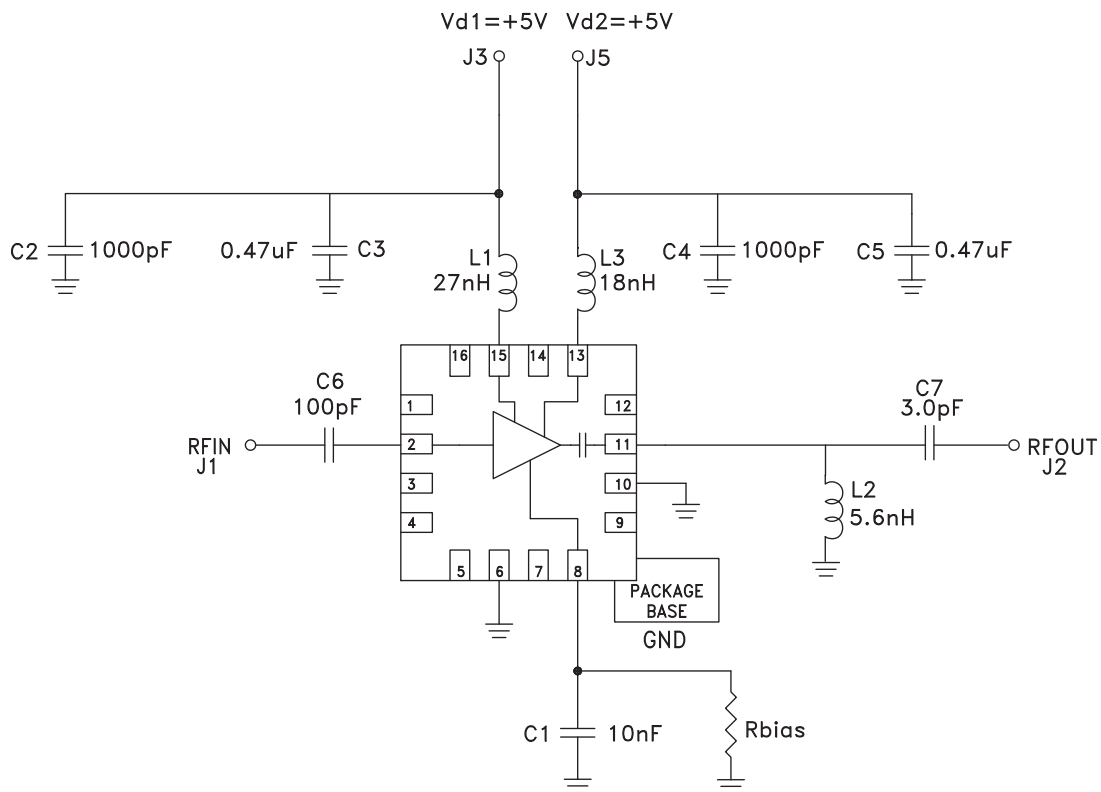 Vd1=+5V Vd2=+5V
J3
J5
C2
1000pF
0.47uF
C3
L1
27nH
L3
18nH
C4
1000pF
C5
0.47uF
16
15
14
13
C6
100pF
RFIN
J1
1
2
3
4
12
11
10
9
C7
3.0pF
RFOUT
J2
L2
5.6nH
5
6
7
8
PACKAGE
BASE
GND
C1
10nF
Rbias